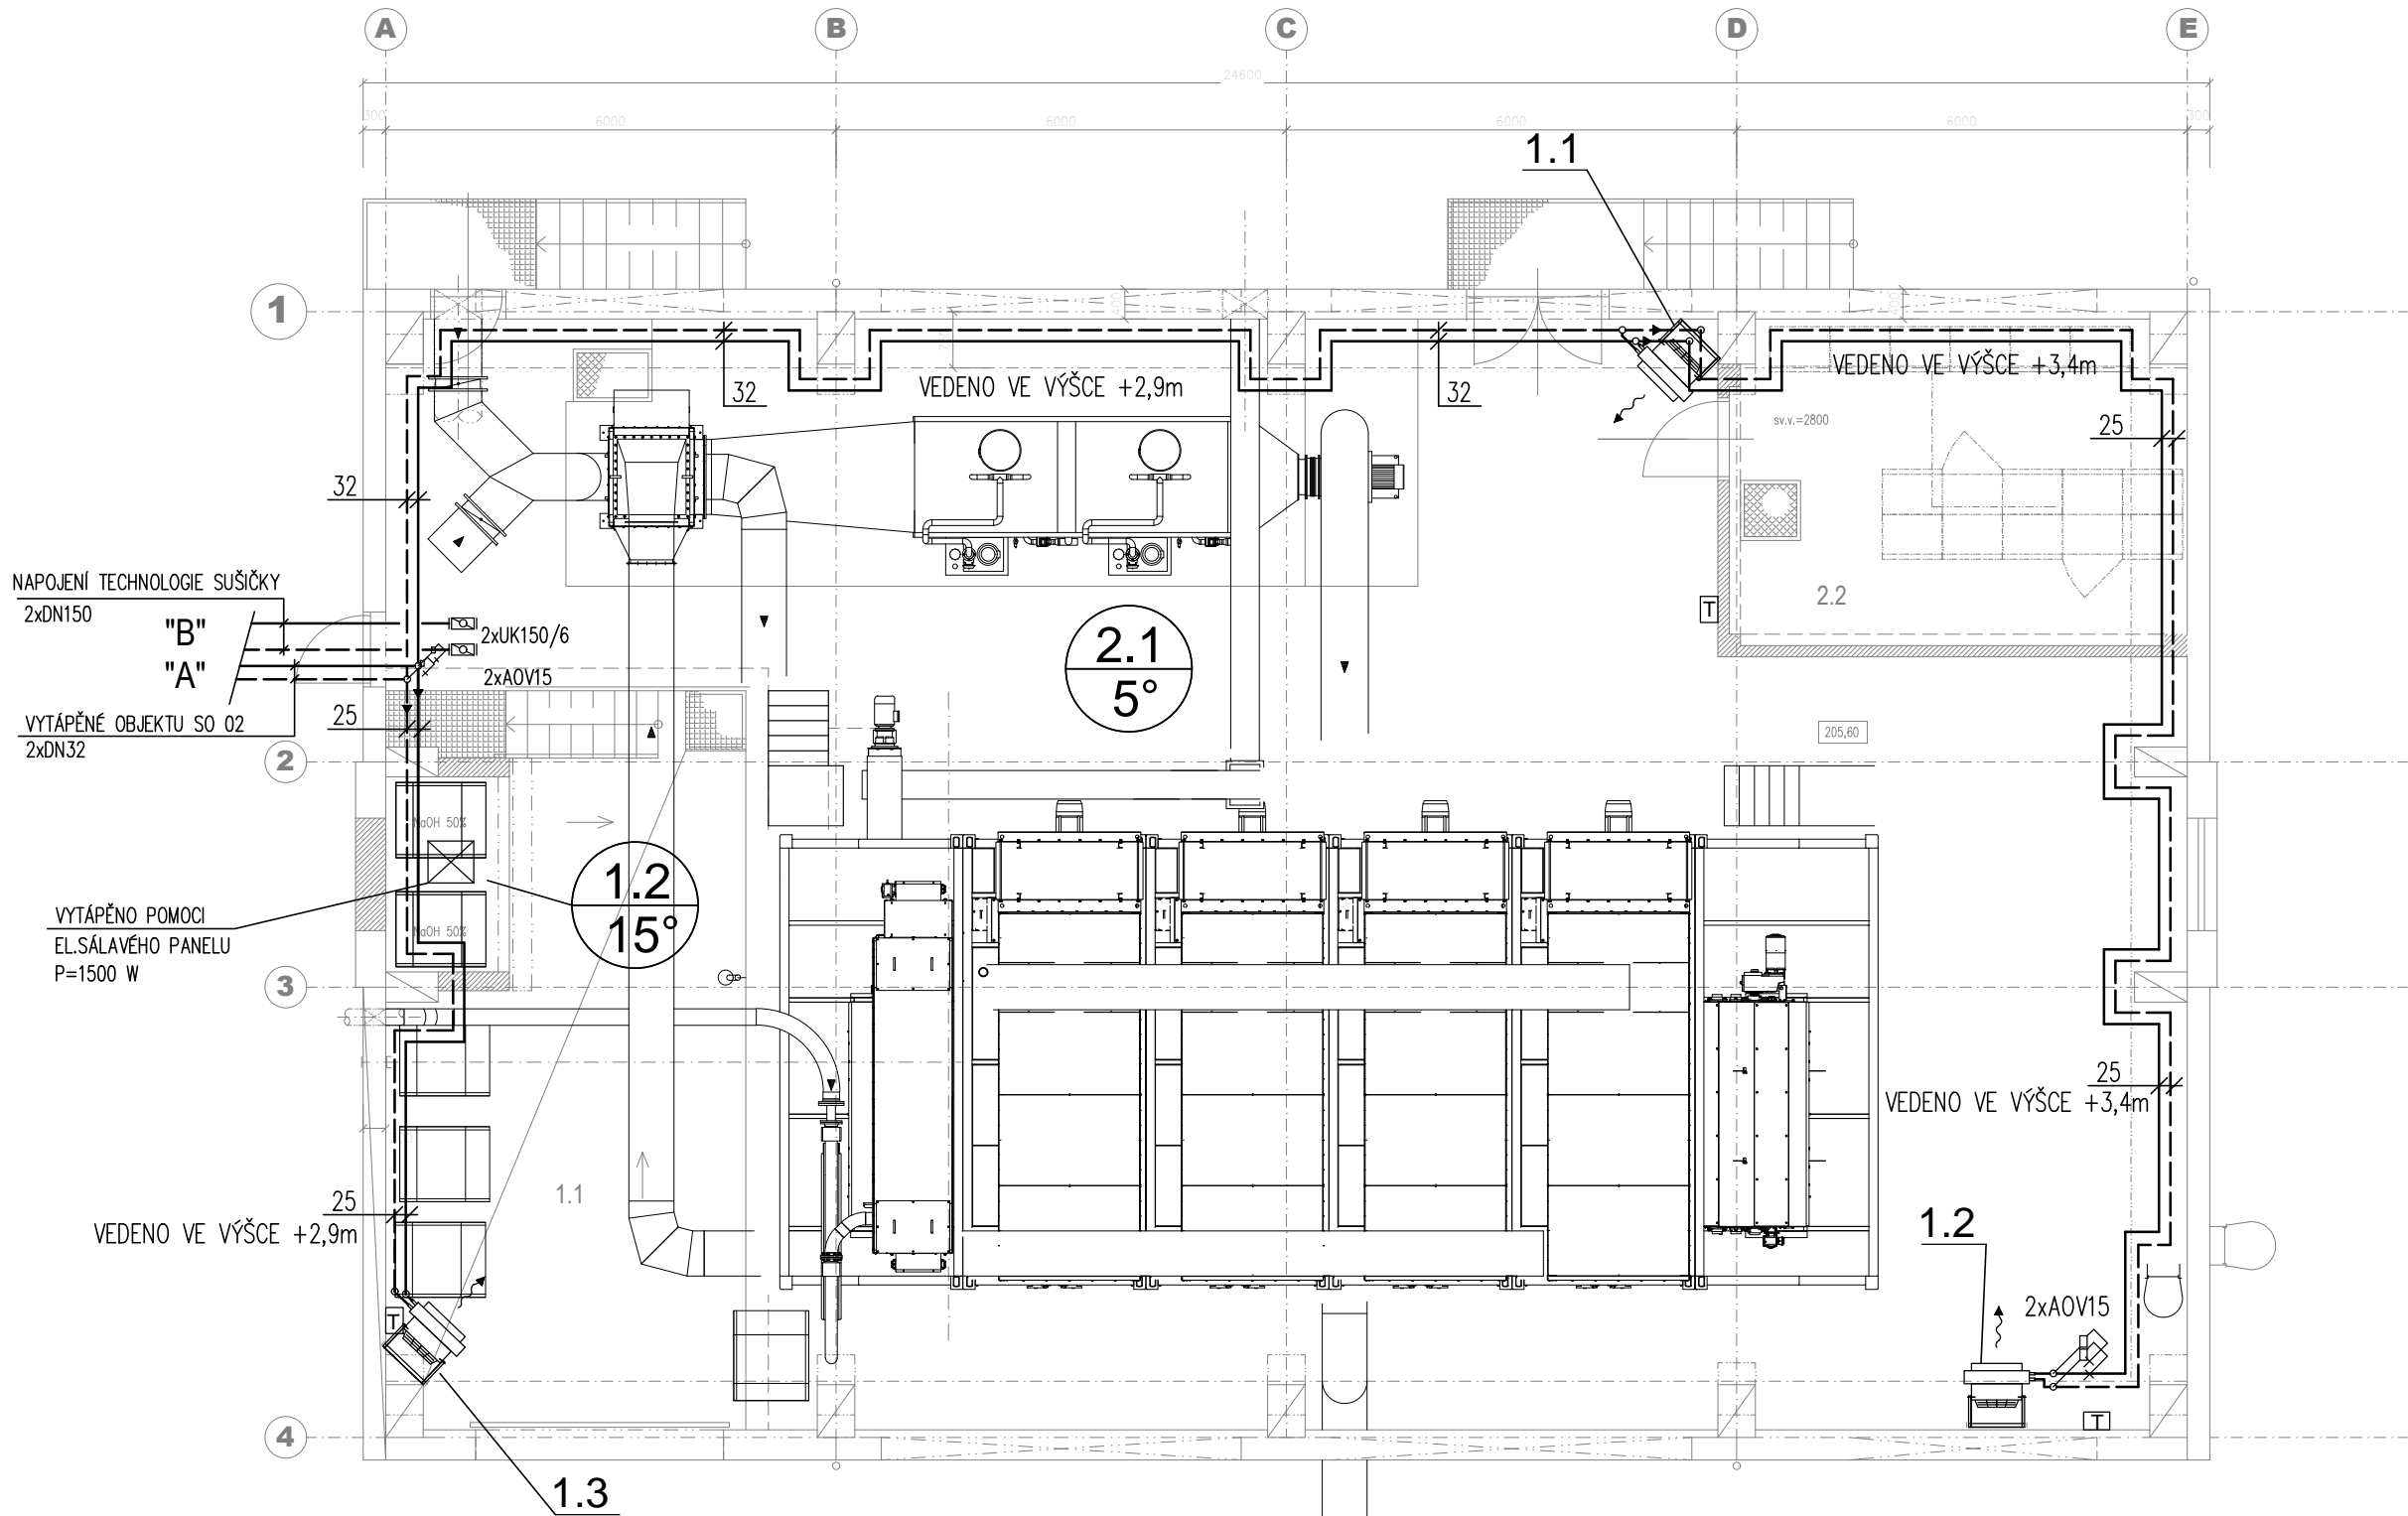 A
B
C
D
E
24600
300
6000
6000
6000
6000
300
1.1
1
400
400
32
VEDENO VE VÝŠCE +2,9m
32
VEDENO VE VÝŠCE +3,4m
sv.v.=2800
25
32
NAPOJENÍ TECHNOLOGIE SUŠIČKY
2xDN150
"B"
2xUK150/6
"A"
2xAOV15
VYTÁPĚNÉ OBJEKTU SO 02
2xDN32
25
2.1
5°
2.2
T
205,60
2
NaOH 50%
1.2
15°
VYTÁPĚNO POMOCI
EL.SÁLAVÉHO PANELU
P=1500 W
NaOH 50%
3
25
VEDENO VE VÝŠCE +3,4m
1.1
25
VEDENO VE VÝŠCE +2,9m
1.2
T
2xAOV15
T
4
1.3